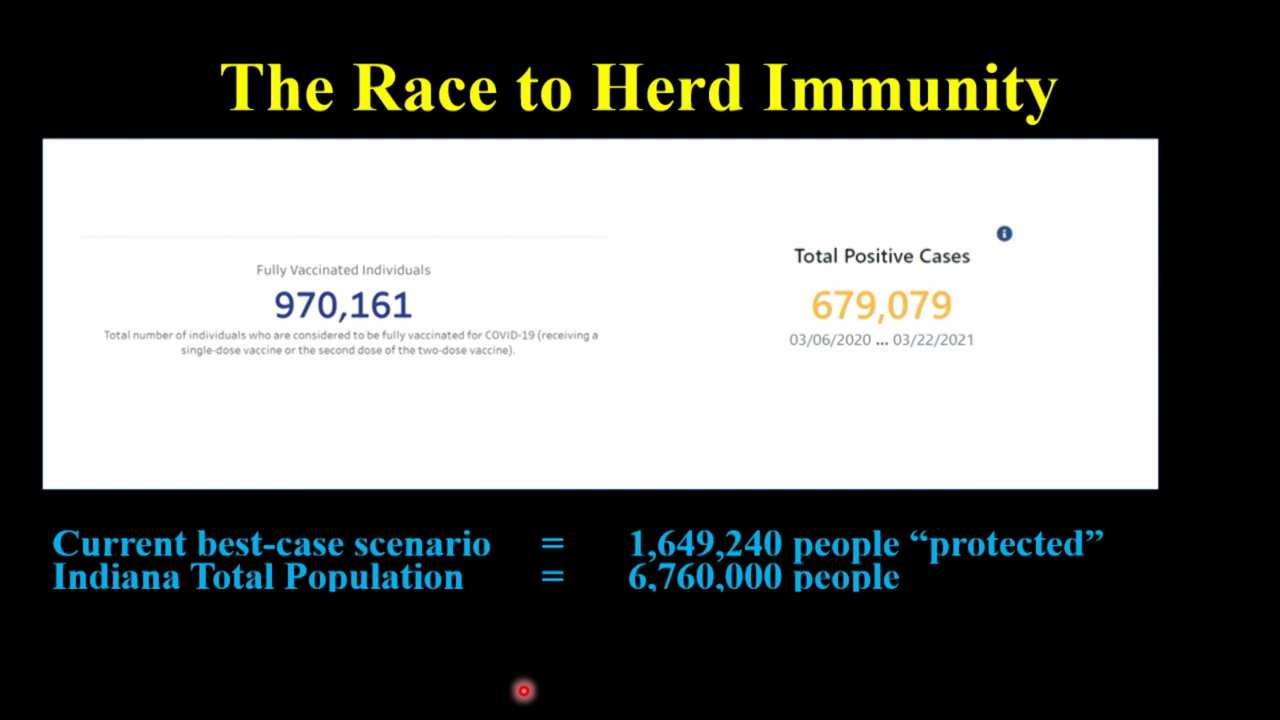 The Race to Herd Immunity
Fully Vaccinated Individuals
970,161
Total number of individuals who are considered to be fully vaccinated for COVID-19 (receiving a
single-dose vaccine or the second dose of the two-dose vaccine).
Total Positive Cases
679,079
03/06/2020 ... 03/22/2021
Current best-case scenario = 1,649,240 people “protected”
Indiana Total Population = 6,760,000 people